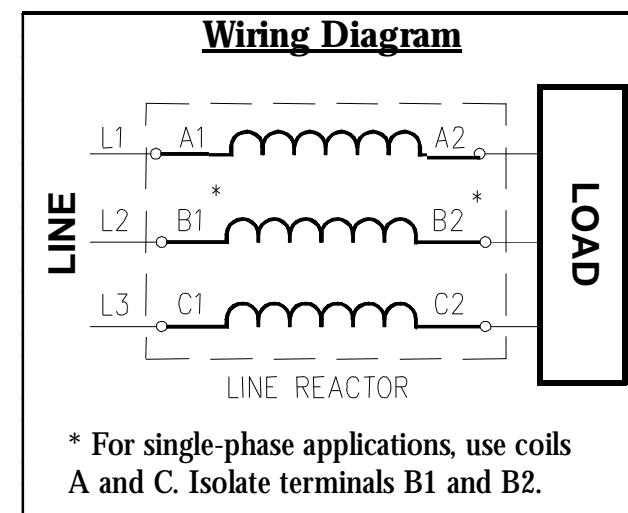 Wiring Diagram
L1 A1 A2
* *
LINE L2 B1 B2 LOAD
L3 C1 C2
LINE REACTOR
* For single-phase applications, use coils
A and C. Isolate terminals B1 and B2.